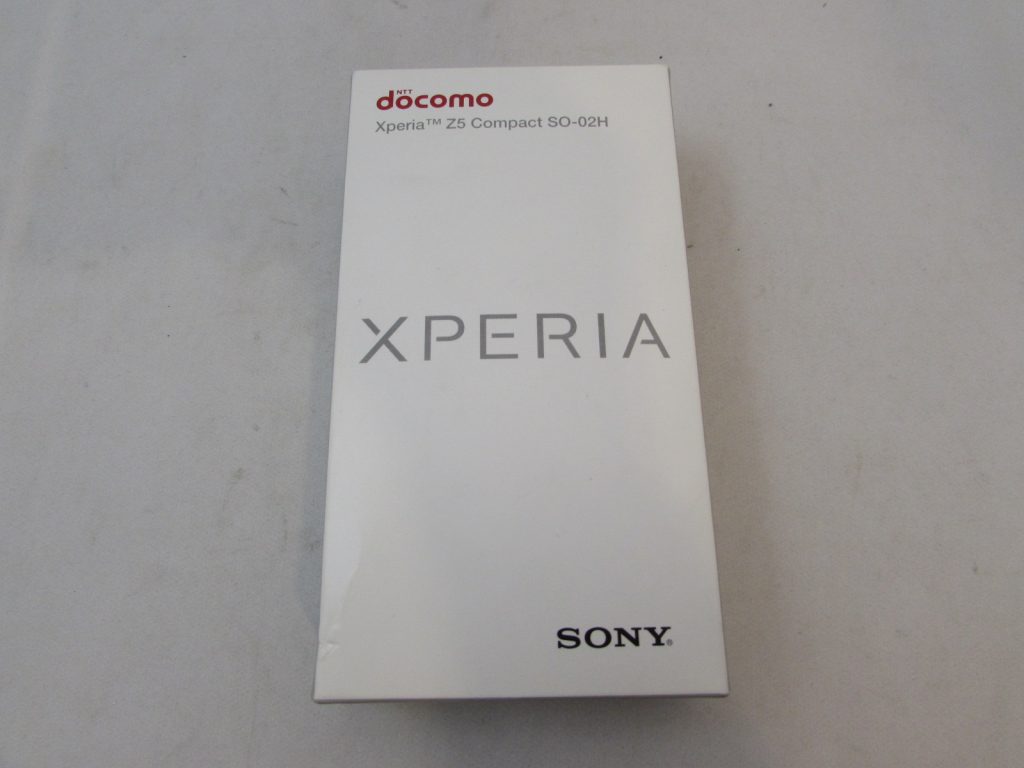 NTT
docomo
Xperia™ Z5 Compact SO-02H
XPERIA
SONY®